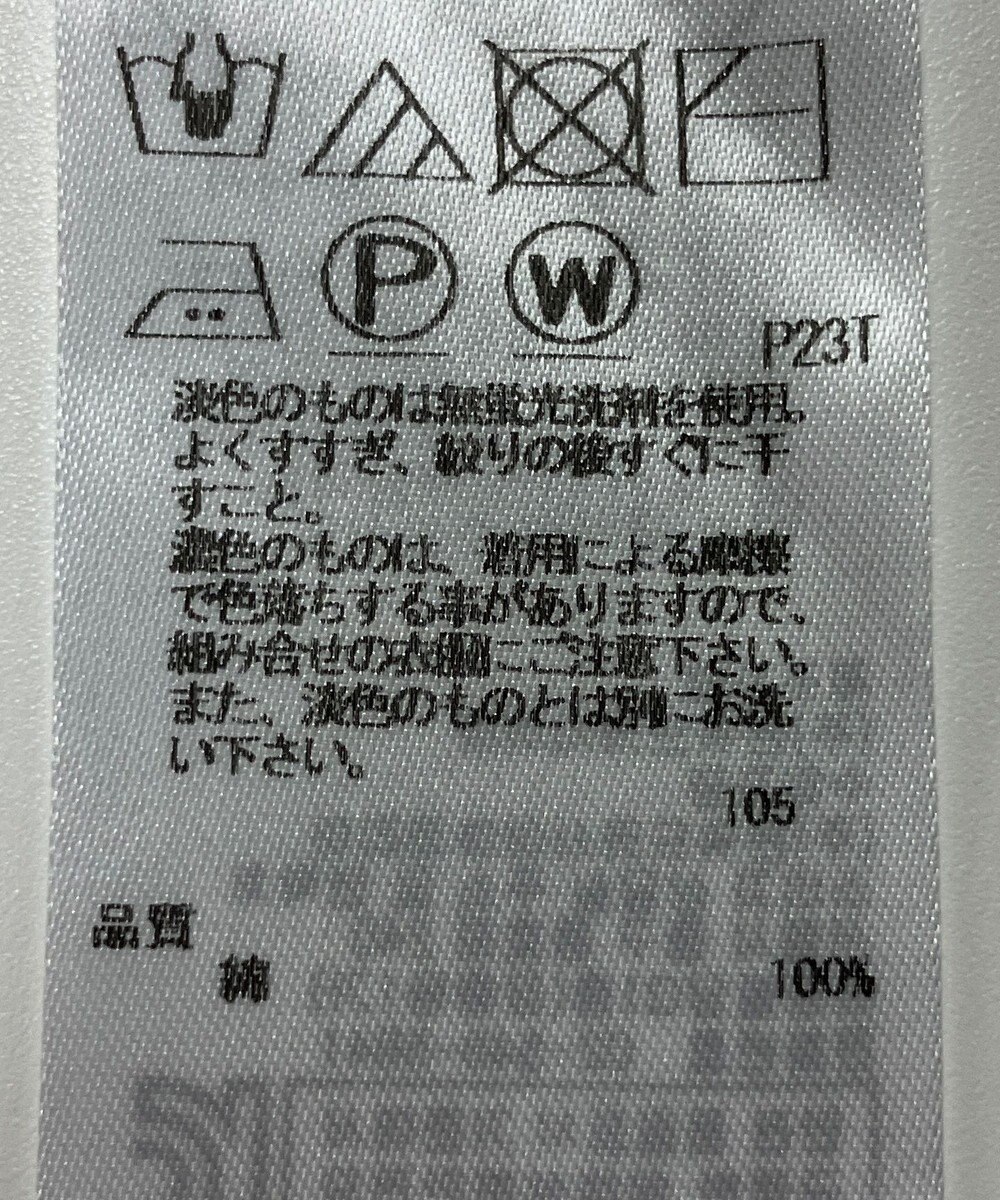 P W P23T
淡色のものは無蛍光洗剤を使用。
よくすすぎ、絞りの後すぐに干
すこと。
濃色のものは、着用による摩擦
で色落ちする事がありますので、
組み合せの衣類にご注意下さい。
また、淡色のものとは別にお洗
い下さい。
105
品質
綿 100%